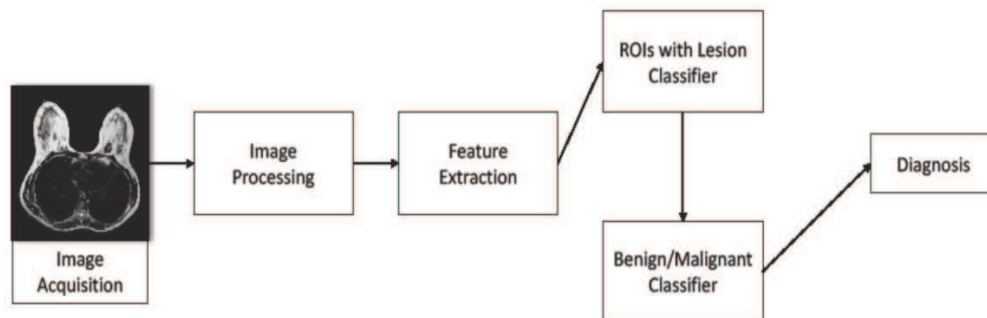 Image
Acquisition
Image
Processing
Feature
Extraction
ROIs with Lesion
Classifier
Benign/Malignant
Classifier
Diagnosis